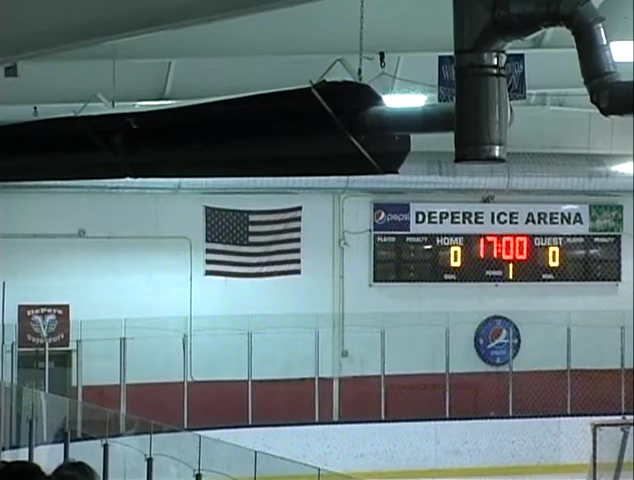 pepsi DEPERE ICE ARENA
PLAYER PENALTY HOME 17:00 GUEST PLAYER PENALTY
0 PERIOD 1 0
GOAL GOAL
DePere